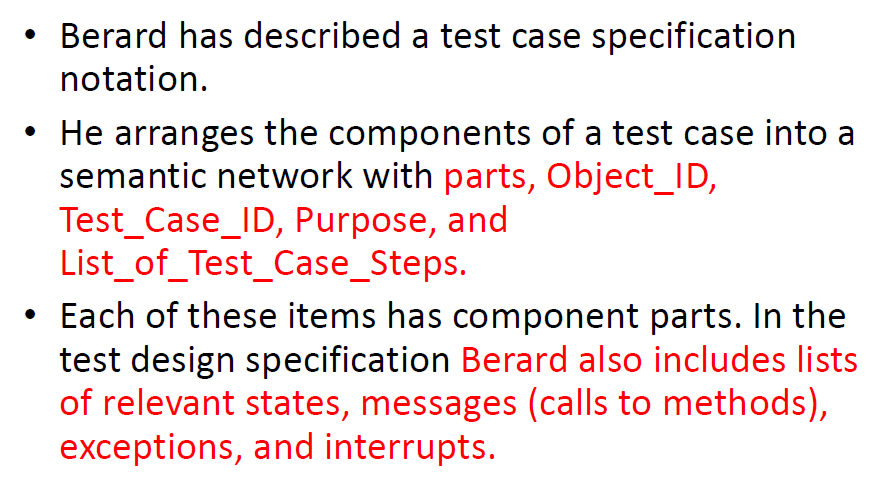 • Berard has described a test case specification
notation.
• He arranges the components of a test case into a
semantic network with parts, Object_ID,
Test_Case_ID, Purpose, and
List_of_Test_Case_Steps.
• Each of these items has component parts. In the
test design specification Berard also includes lists
of relevant states, messages (calls to methods),
exceptions, and interrupts.